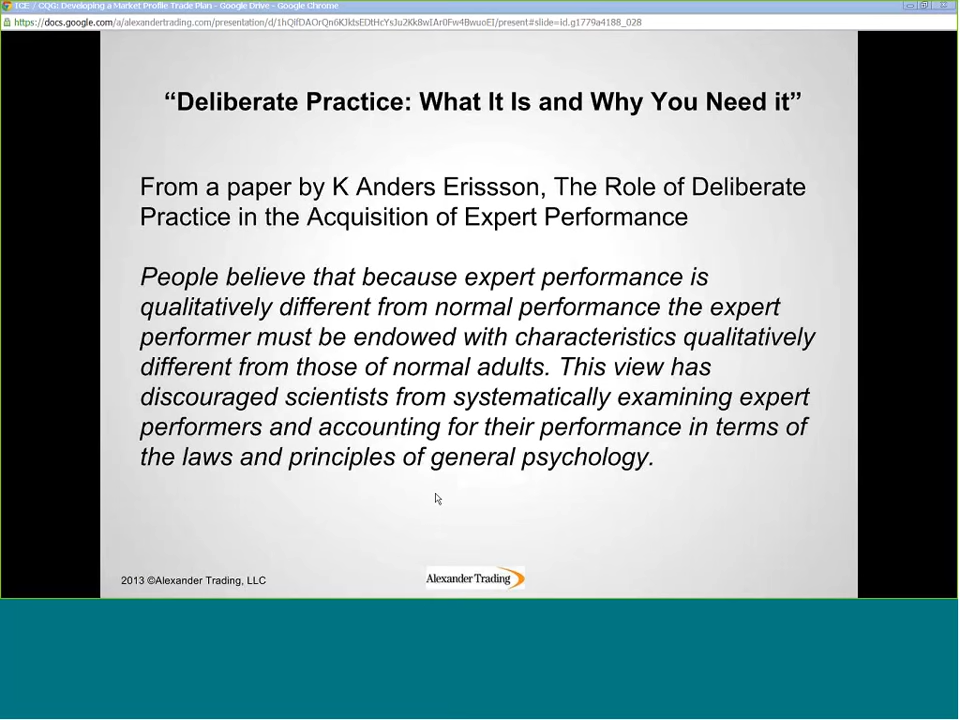 ICE / CQG: Developing a Market Profile Trade Plan - Google Drive - Google Chrome
https://docs.google.com/a/alexandertrading.com/presentation/d/1hQlfDAOrQn6KJktsEDtHcYsJu2Kk8wIAr0Fw4BwuoEI/present#slide=id.g1779a4188_028
“Deliberate Practice: What It Is and Why You Need it”
From a paper by K Anders Erissson, The Role of Deliberate
Practice in the Acquisition of Expert Performance
People believe that because expert performance is
qualitatively different from normal performance the expert
performer must be endowed with characteristics qualitatively
different from those of normal adults. This view has
discouraged scientists from systematically examining expert
performers and accounting for their performance in terms of
the laws and principles of general psychology.
2013 ©Alexander Trading, LLC
Alexander Trading